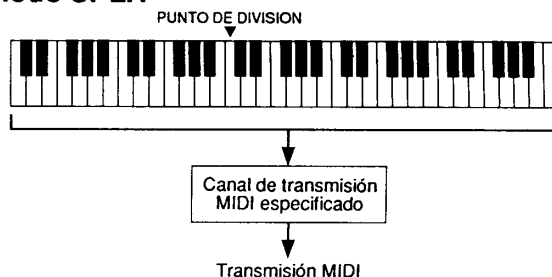 PUNTO DE DIVISION
Canal de transmisión
MIDI especificado
Transmisión MIDI